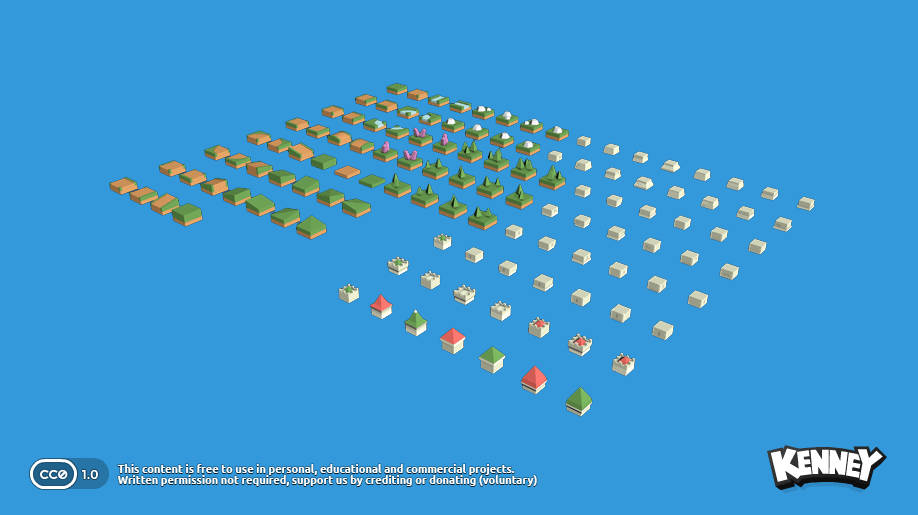 CC0 1.0
This content is free to use in personal, educational and commercial projects.
Written permission not required, support us by crediting or donating (voluntary)
KENNEY